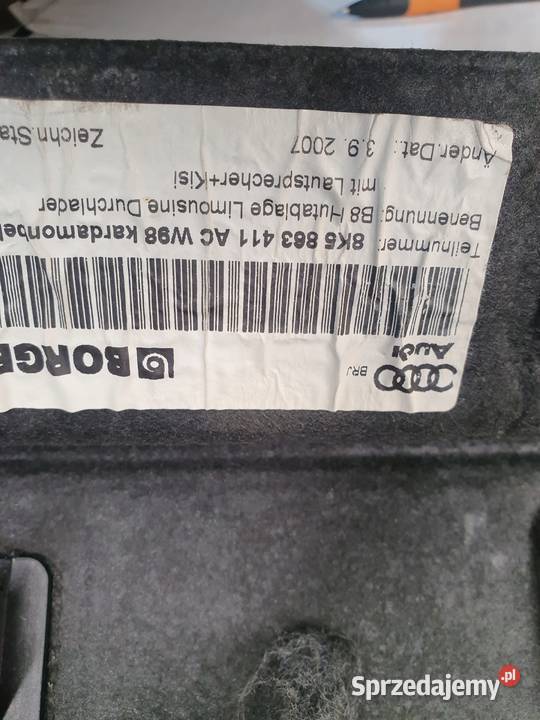 Audi
BRJ
BORGE
Teilnummer: 8K5 863 411 AC W98 kardamonbei
Benennung: B8 Hutablage Limousine Durchlader
mit Lautsprecher+Kisi
Änder.Dat.: 3.9. 2007 Zeichn.Sta
Sprzedajemy.pl